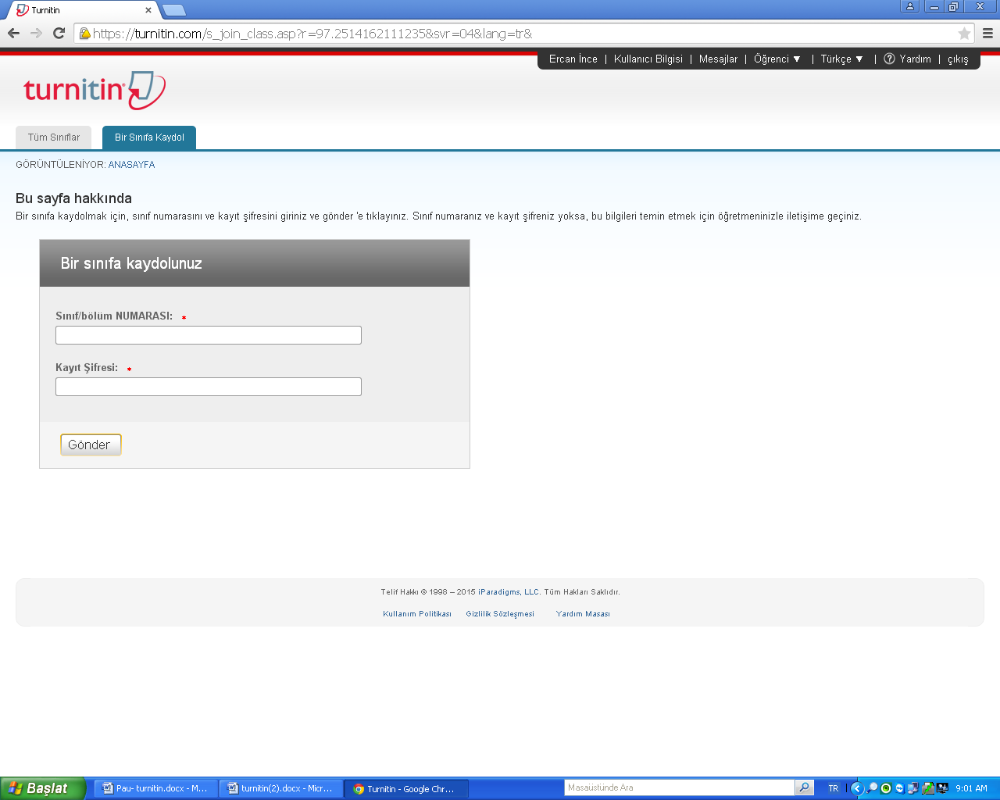 Turnitin
https://turnitin.com/s_join_class.asp?r=97.2514162111235&svr=04&lang=tr&
Ercan İnce | Kullanıcı Bilgisi | Mesajlar | Öğrenci ▼ | Türkçe ▼ | ? Yardım | çıkış
turnitin
Tüm Sınıflar
Bir Sınıfa Kaydol
GÖRÜNTÜLENİYOR: ANASAYFA
Bu sayfa hakkında
Bir sınıfa kaydolmak için, sınıf numarasını ve kayıt şifresini giriniz ve gönder 'e tıklayınız. Sınıf numaranız ve kayıt şifreniz yoksa, bu bilgileri temin etmek için öğretmeninizle iletişime geçiniz.
Bir sınıfa kaydolunuz
Sınıf/bölüm NUMARASI: *
Kayıt Şifresi: *
Gönder
Telif Hakkı © 1998 – 2015 iParadigms, LLC. Tüm Hakları Saklıdır.
Kullanım Politikası Gizlilik Sözleşmesi Yardım Masası
Başlat
Pau- turnitin.docx - M...
turnitin(2).docx - Micr...
Turnitin - Google Chr...
Masaüstünde Ara
TR
9:01 AM